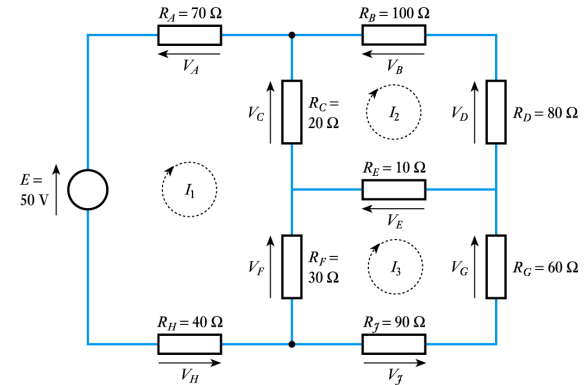 R_A = 70 Ω
R_B = 100 Ω
V_A
V_B
V_C
R_C =
20 Ω
I_2
V_D
R_D = 80 Ω
R_E = 10 Ω
E =
50 V
I_1
V_E
V_F
R_F =
30 Ω
I_3
V_G
R_G = 60 Ω
R_H = 40 Ω
R_J = 90 Ω
V_H
V_J